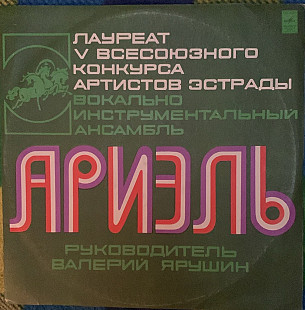 ЛАУРЕАТ
V ВСЕСОЮЗНОГО
КОНКУРСА
АРТИСТОВ ЭСТРАДЫ
ВОКАЛЬНО
ИНСТРУМЕНТАЛЬНЫЙ
АНСАМБЛЬ
АРИЭЛЬ
РУКОВОДИТЕЛЬ
ВАЛЕРИЙ ЯРУШИН